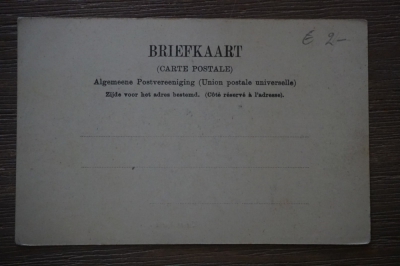 € 2-
BRIEFKAART
(CARTE POSTALE)
Algemeene Postvereeniging (Union postale universelle)
Zijde voor het adres bestemd. (Côté réservé à l'adresse).